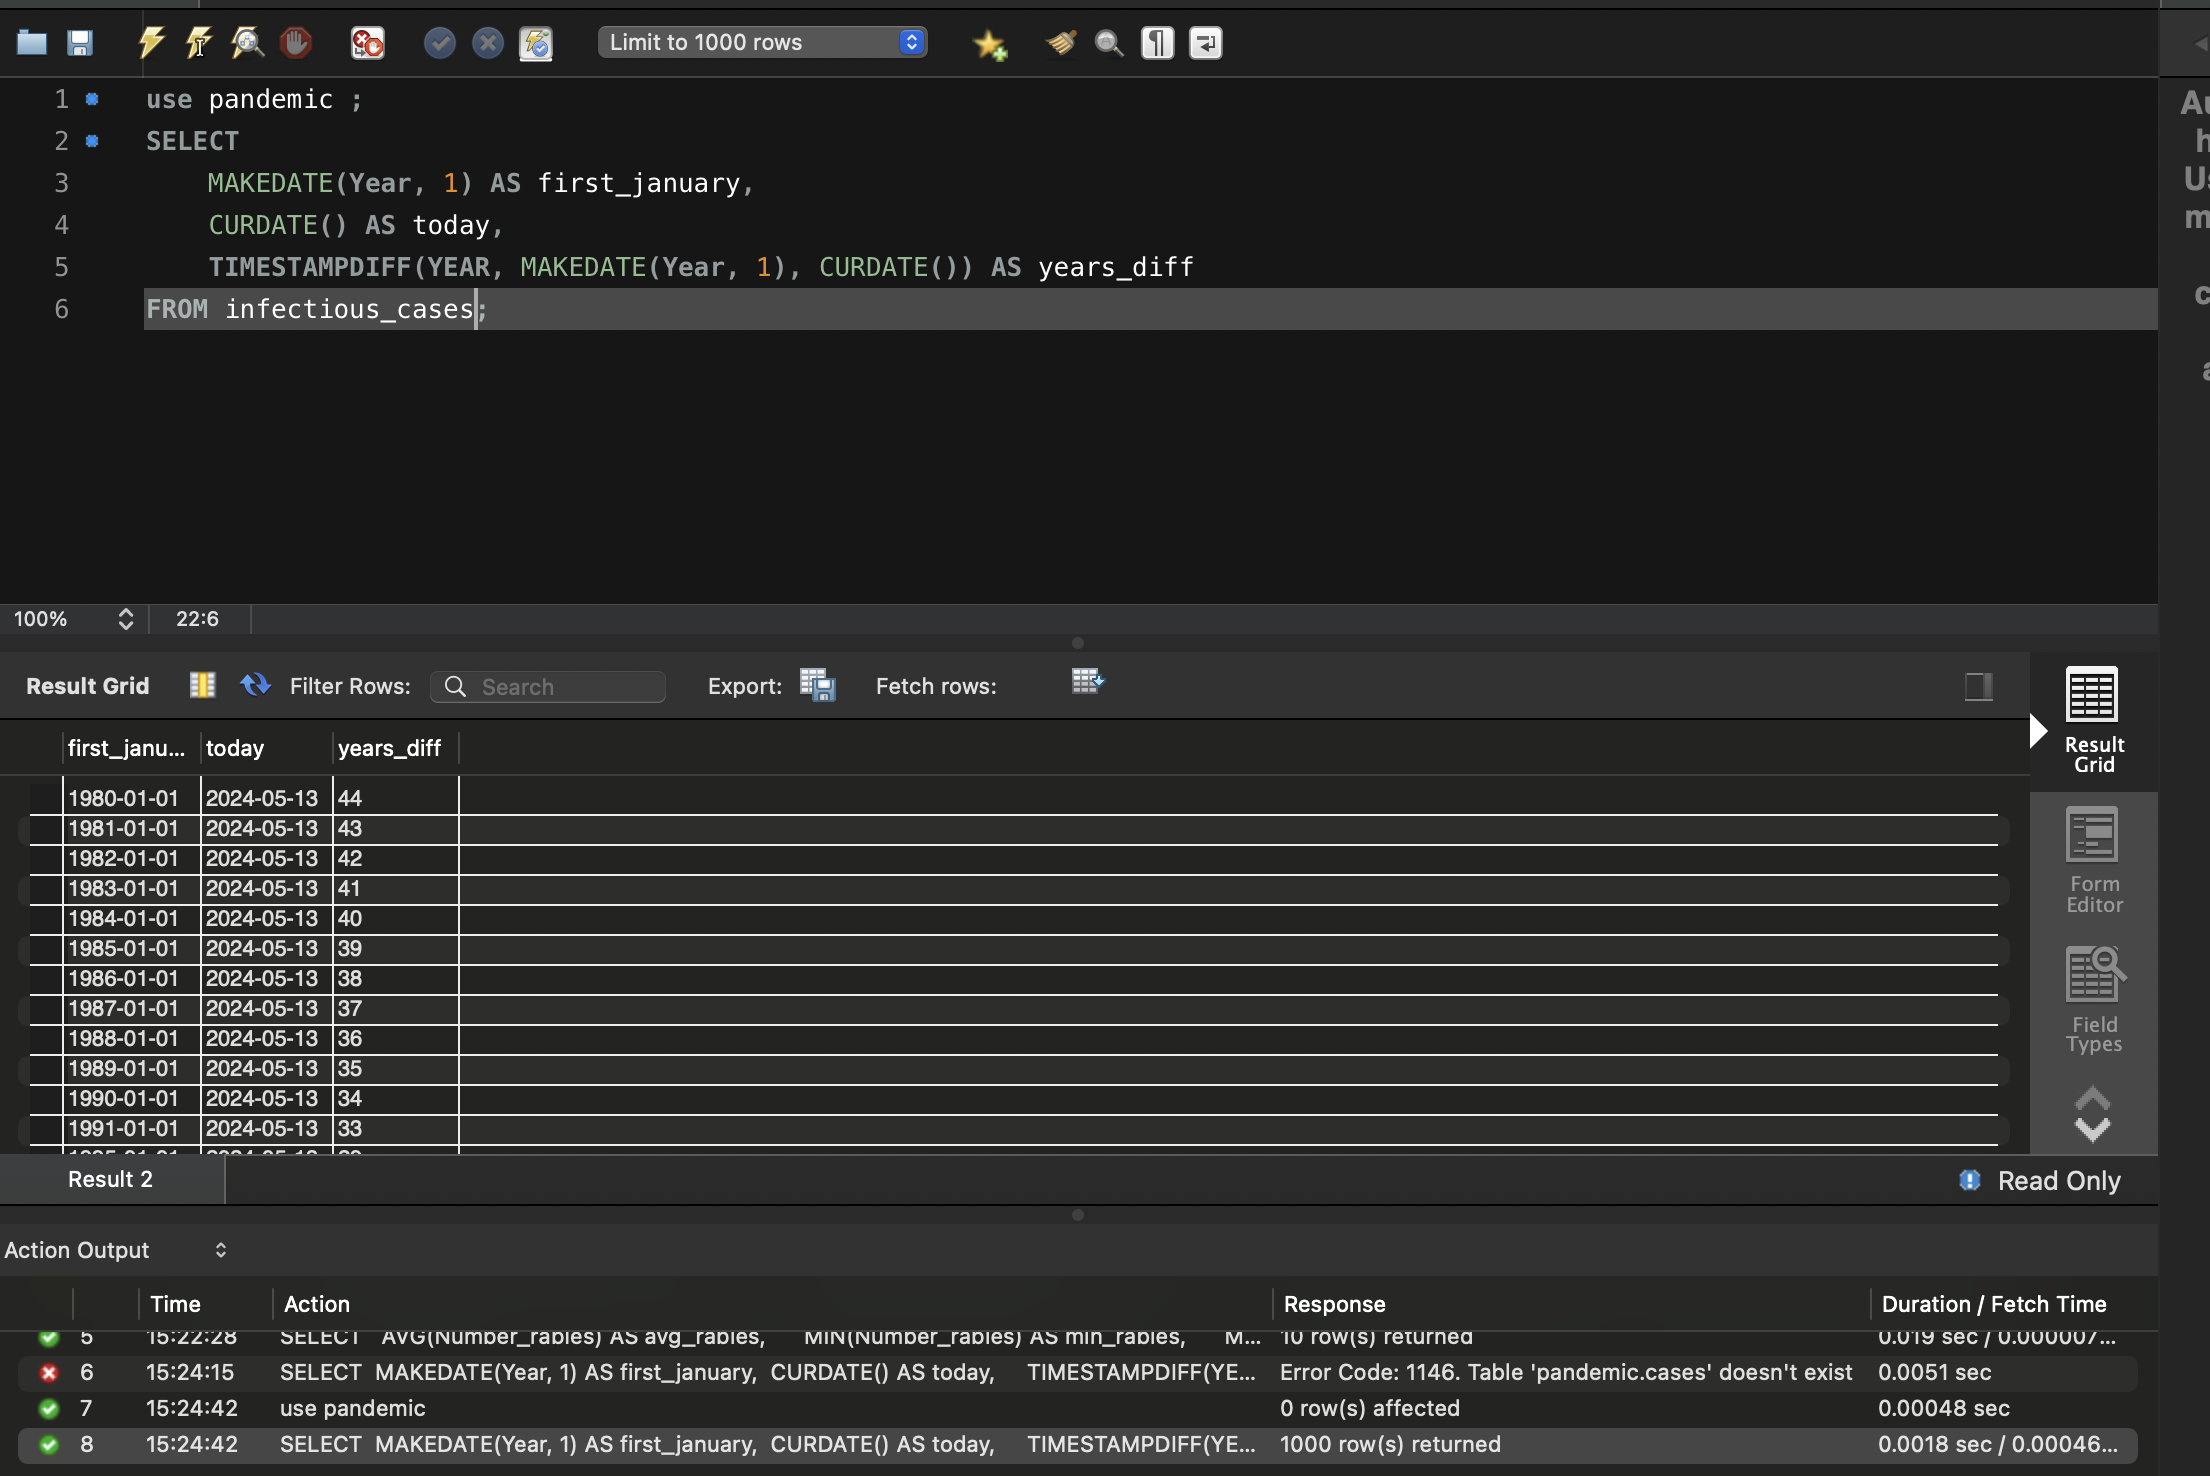 Limit to 1000 rows
1 use pandemic ;
2 SELECT
3 MAKEDATE(Year, 1) AS first_january,
4 CURDATE() AS today,
5 TIMESTAMPDIFF(YEAR, MAKEDATE(Year, 1), CURDATE()) AS years_diff
6 FROM infectious_cases;
100% 22:6
Result Grid Filter Rows: Search Export: Fetch rows:
first_janu... today years_diff
1980-01-01 2024-05-13 44
1981-01-01 2024-05-13 43
1982-01-01 2024-05-13 42
1983-01-01 2024-05-13 41
1984-01-01 2024-05-13 40
1985-01-01 2024-05-13 39
1986-01-01 2024-05-13 38
1987-01-01 2024-05-13 37
1988-01-01 2024-05-13 36
1989-01-01 2024-05-13 35
1990-01-01 2024-05-13 34
1991-01-01 2024-05-13 33
Result
Grid
Form
Editor
Field
Types
Result 2 Read Only
Action Output
Time Action Response Duration / Fetch Time
5 15:22:28 SELECT AVG(Number_rabies) AS avg_rabies, MIN(Number_rabies) AS min_rabies, M... 10 row(s) returned 0.019 sec / 0.000007...
6 15:24:15 SELECT MAKEDATE(Year, 1) AS first_january, CURDATE() AS today, TIMESTAMPDIFF(YE... Error Code: 1146. Table 'pandemic.cases' doesn't exist 0.0051 sec
7 15:24:42 use pandemic 0 row(s) affected 0.00048 sec
8 15:24:42 SELECT MAKEDATE(Year, 1) AS first_january, CURDATE() AS today, TIMESTAMPDIFF(YE... 1000 row(s) returned 0.0018 sec / 0.00046...